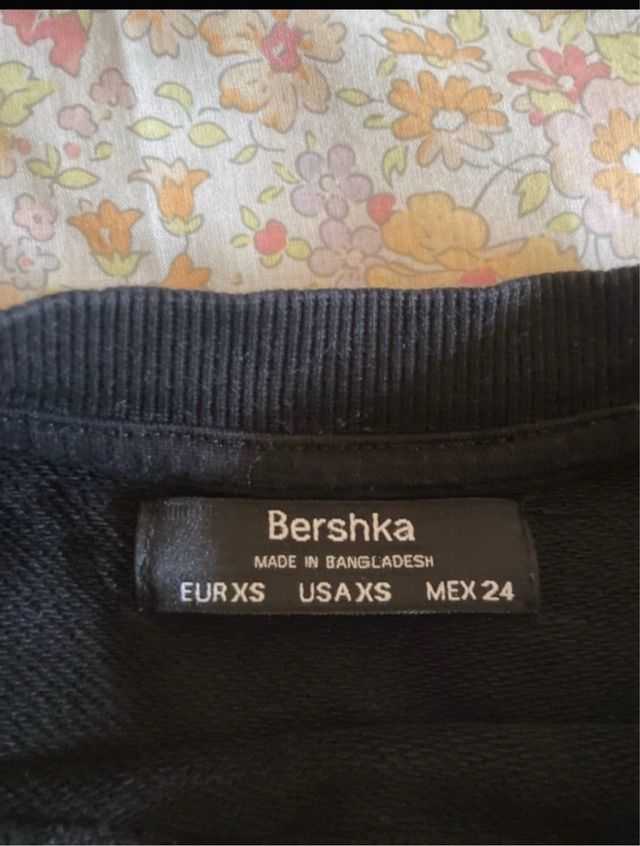 Bershka
MADE IN BANGLADESH
EUR XS USA XS MEX 24